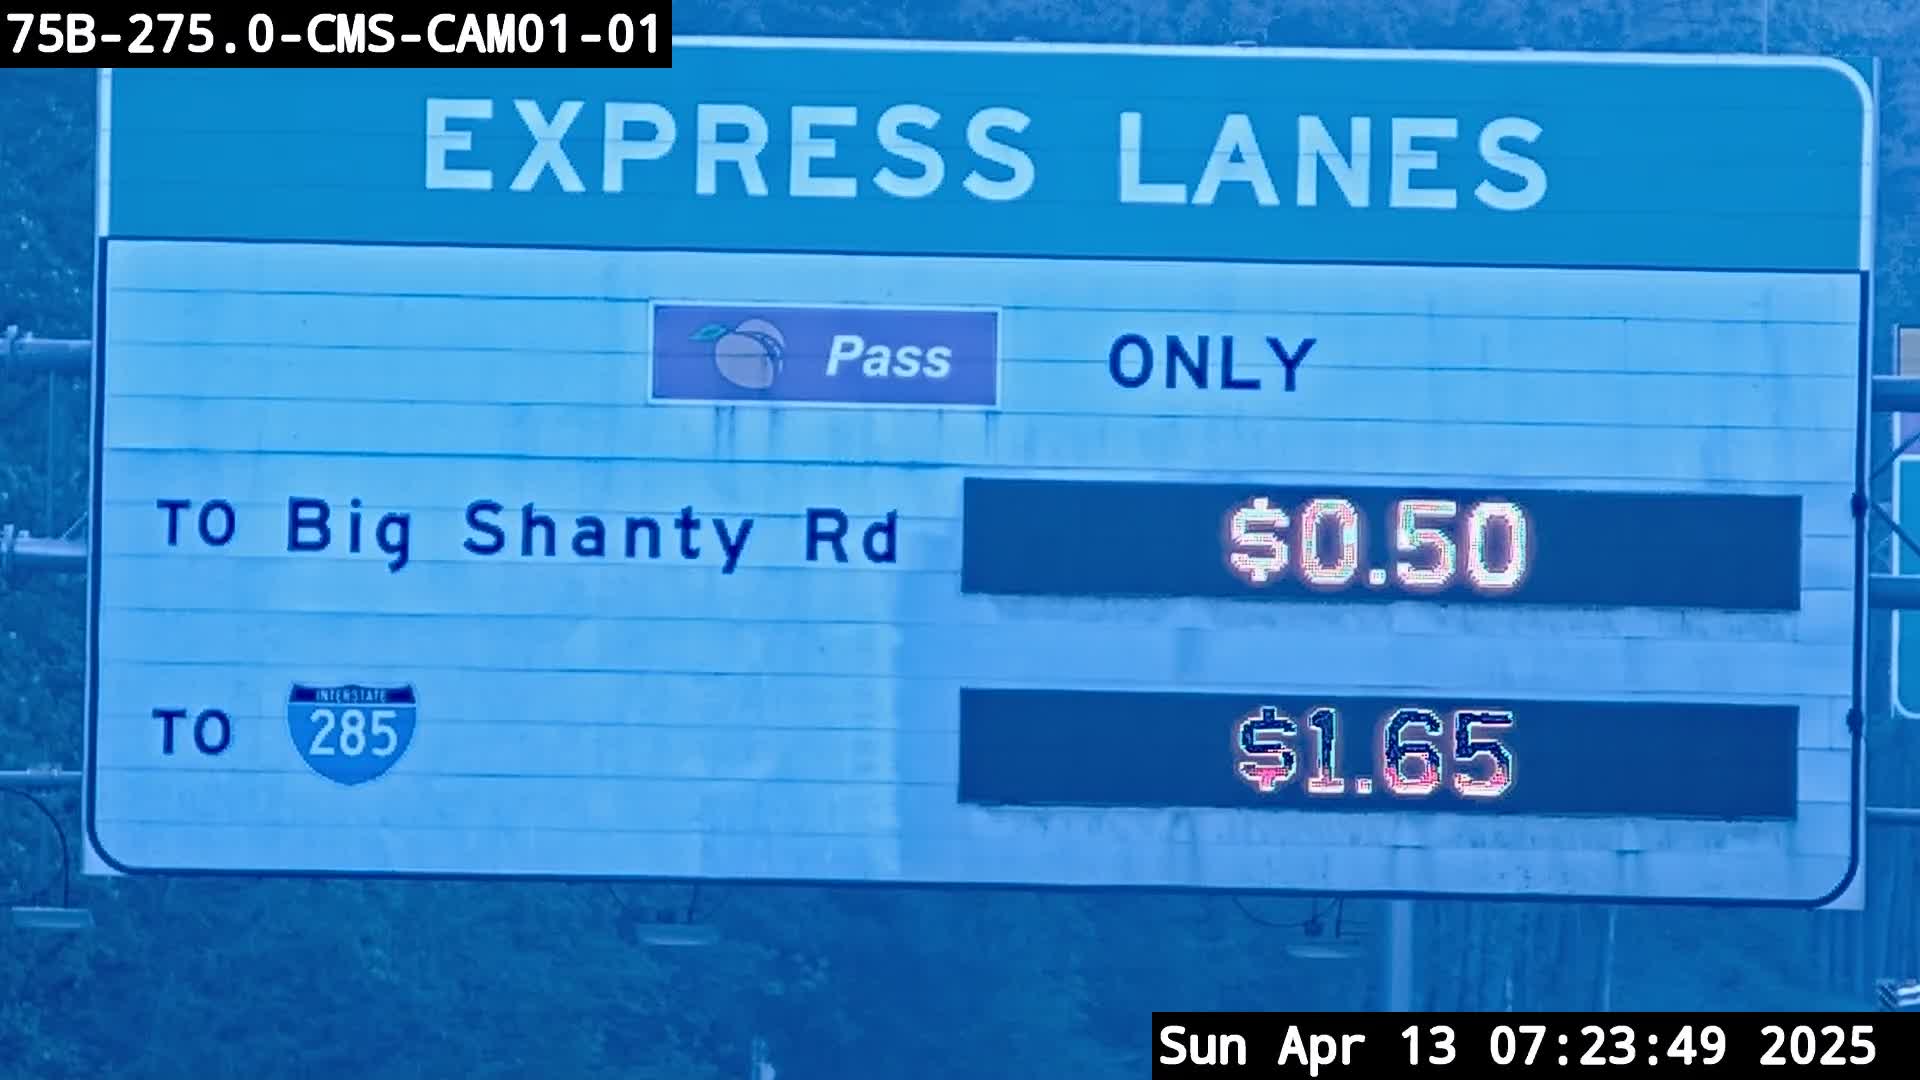 75B-275.0-CMS-CAM01-01
EXPRESS LANES
Pass ONLY
TO Big Shanty Rd $0.50
INTERSTATE
TO 285 $1.65
Sun Apr 13 07:23:49 2025